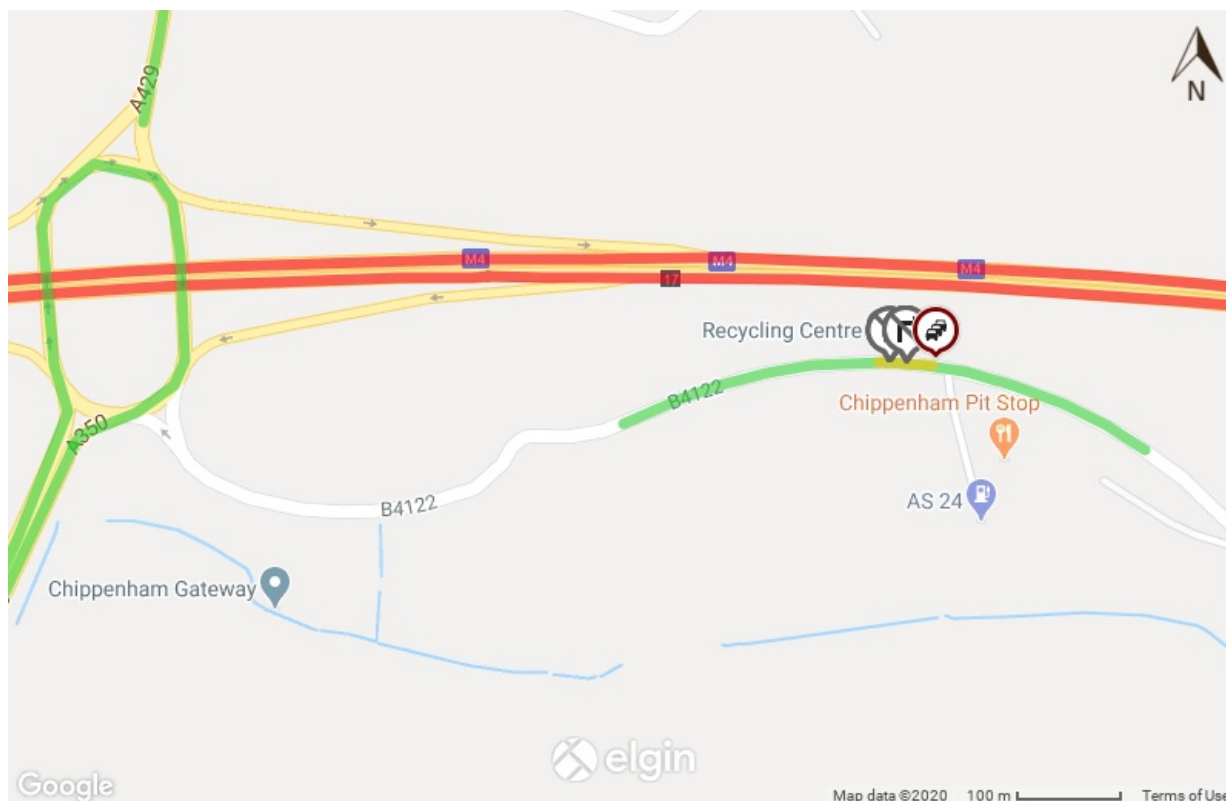 A429
N
M4
M4
M4
17
Recycling Centre
B4122
Chippenham Pit Stop
A350
AS 24
B4122
Chippenham Gateway
elgin
Google
Map data ©2020 100 m Terms of Use